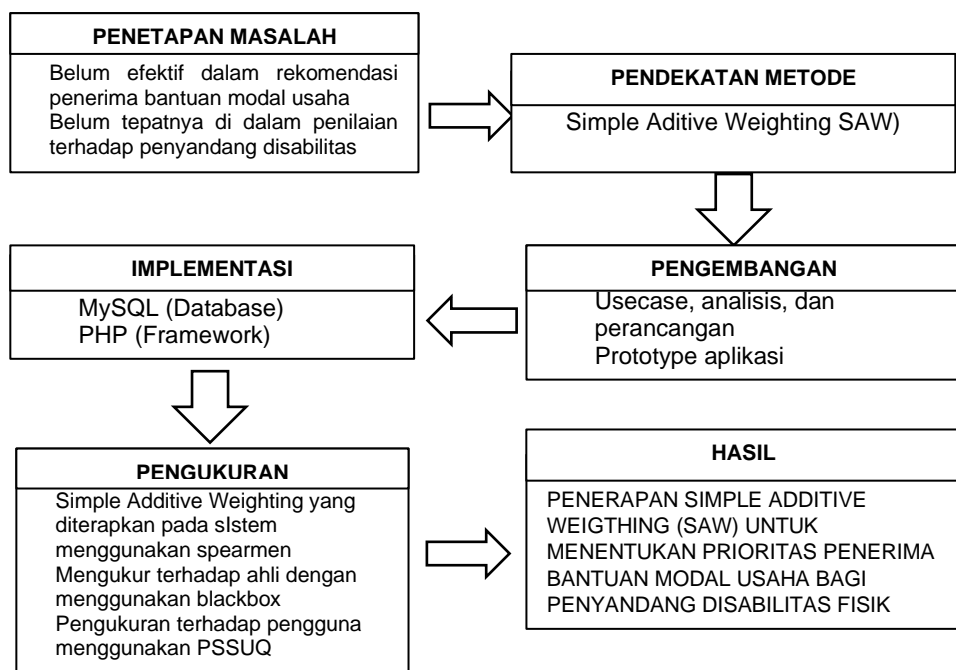 PENETAPAN MASALAH
Belum efektif dalam rekomendasi
penerima bantuan modal usaha
Belum tepatnya di dalam penilaian
terhadap penyandang disabilitas
PENDEKATAN METODE
Simple Aditive Weighting SAW)
PENGEMBANGAN
Usecase, analisis, dan
perancangan
Prototype aplikasi
IMPLEMENTASI
MySQL (Database)
PHP (Framework)
PENGUKURAN
Simple Additive Weighting yang
diterapkan pada sIstem
menggunakan spearmen
Mengukur terhadap ahli dengan
menggunakan blackbox
Pengukuran terhadap pengguna
menggunakan PSSUQ
HASIL
PENERAPAN SIMPLE ADDITIVE
WEIGTHING (SAW) UNTUK
MENENTUKAN PRIORITAS PENERIMA
BANTUAN MODAL USAHA BAGI
PENYANDANG DISABILITAS FISIK